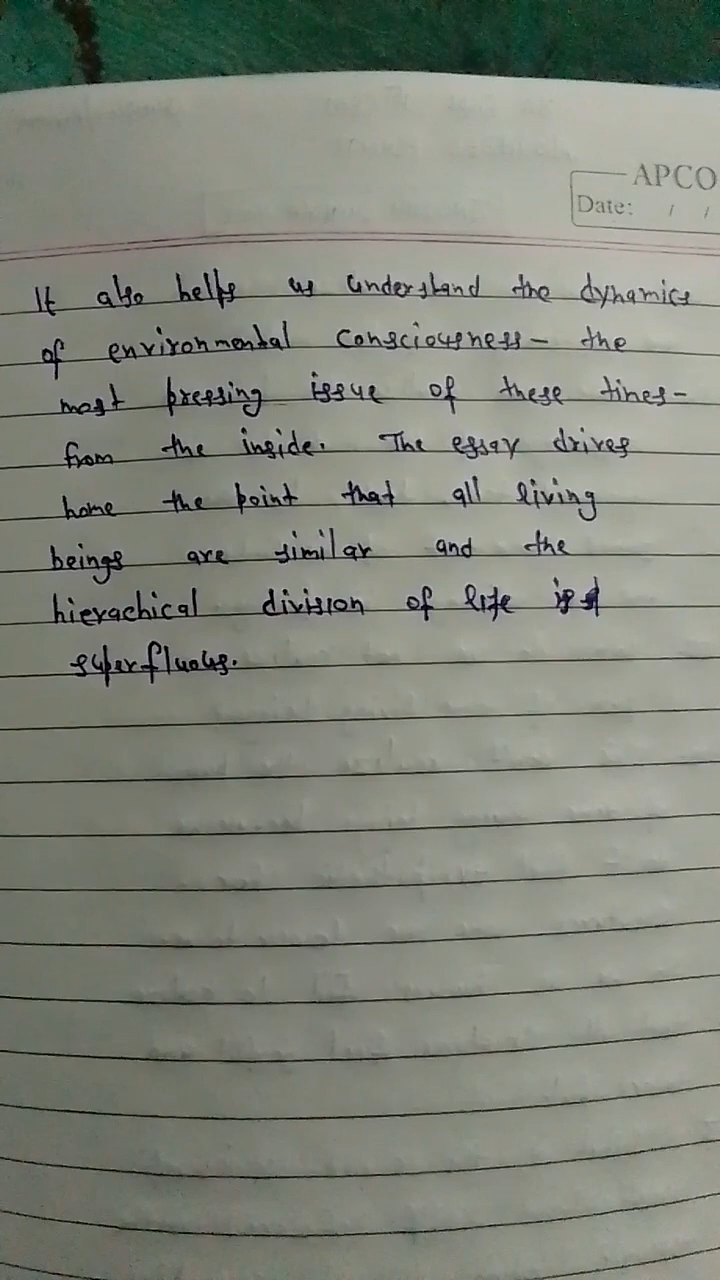 APCO
Date: / /
It also helps us understand the dynamics
of environmental consciousness - the
most pressing issue of these times -
from the inside. The essay drives
home the point that all living
beings are similar and the
hierachical division of life is
superfluous.